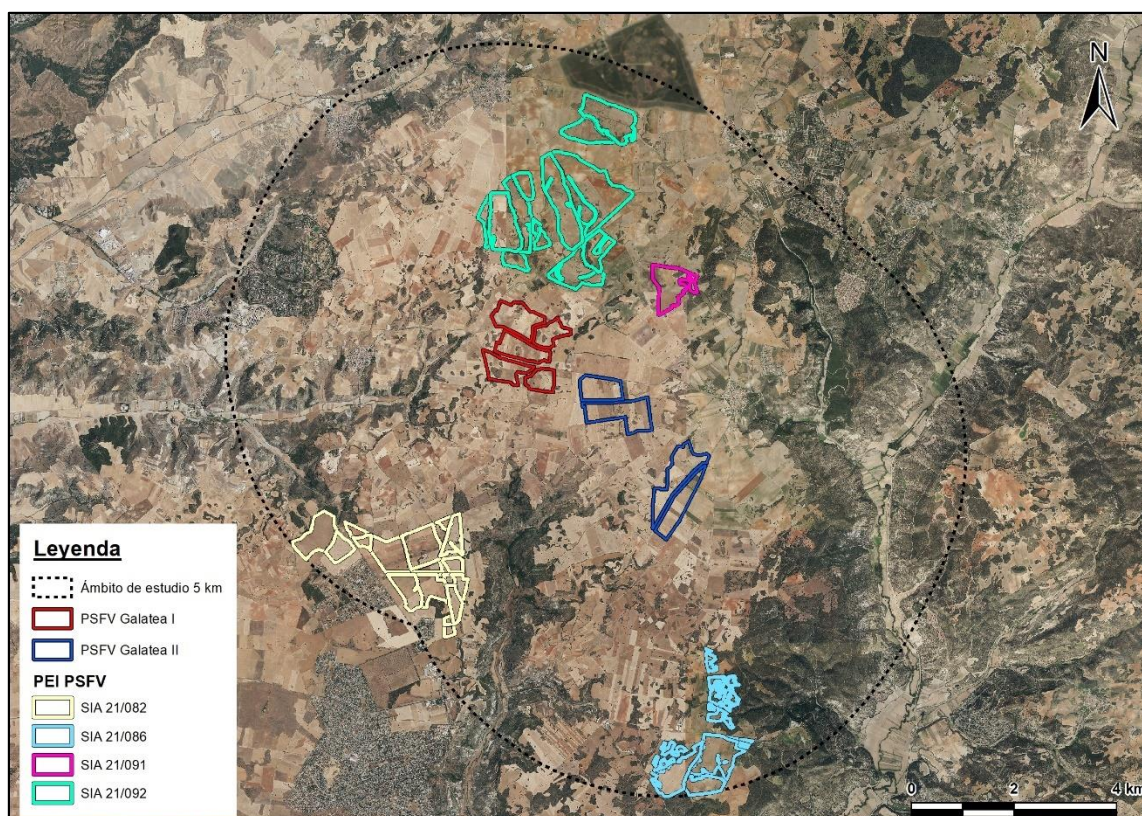 N
Leyenda
Ámbito de estudio 5 km
PSFV Galatea I
PSFV Galatea II
PEI PSFV
SIA 21/082
SIA 21/086
SIA 21/091
SIA 21/092
0 2 4 km